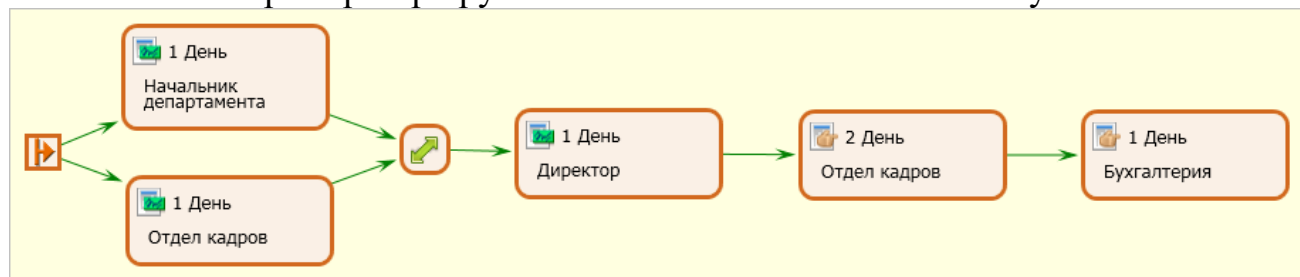 1 День
Начальник
департамента
1 День
Отдел кадров
1 День
Директор
2 День
Отдел кадров
1 День
Бухгалтерия